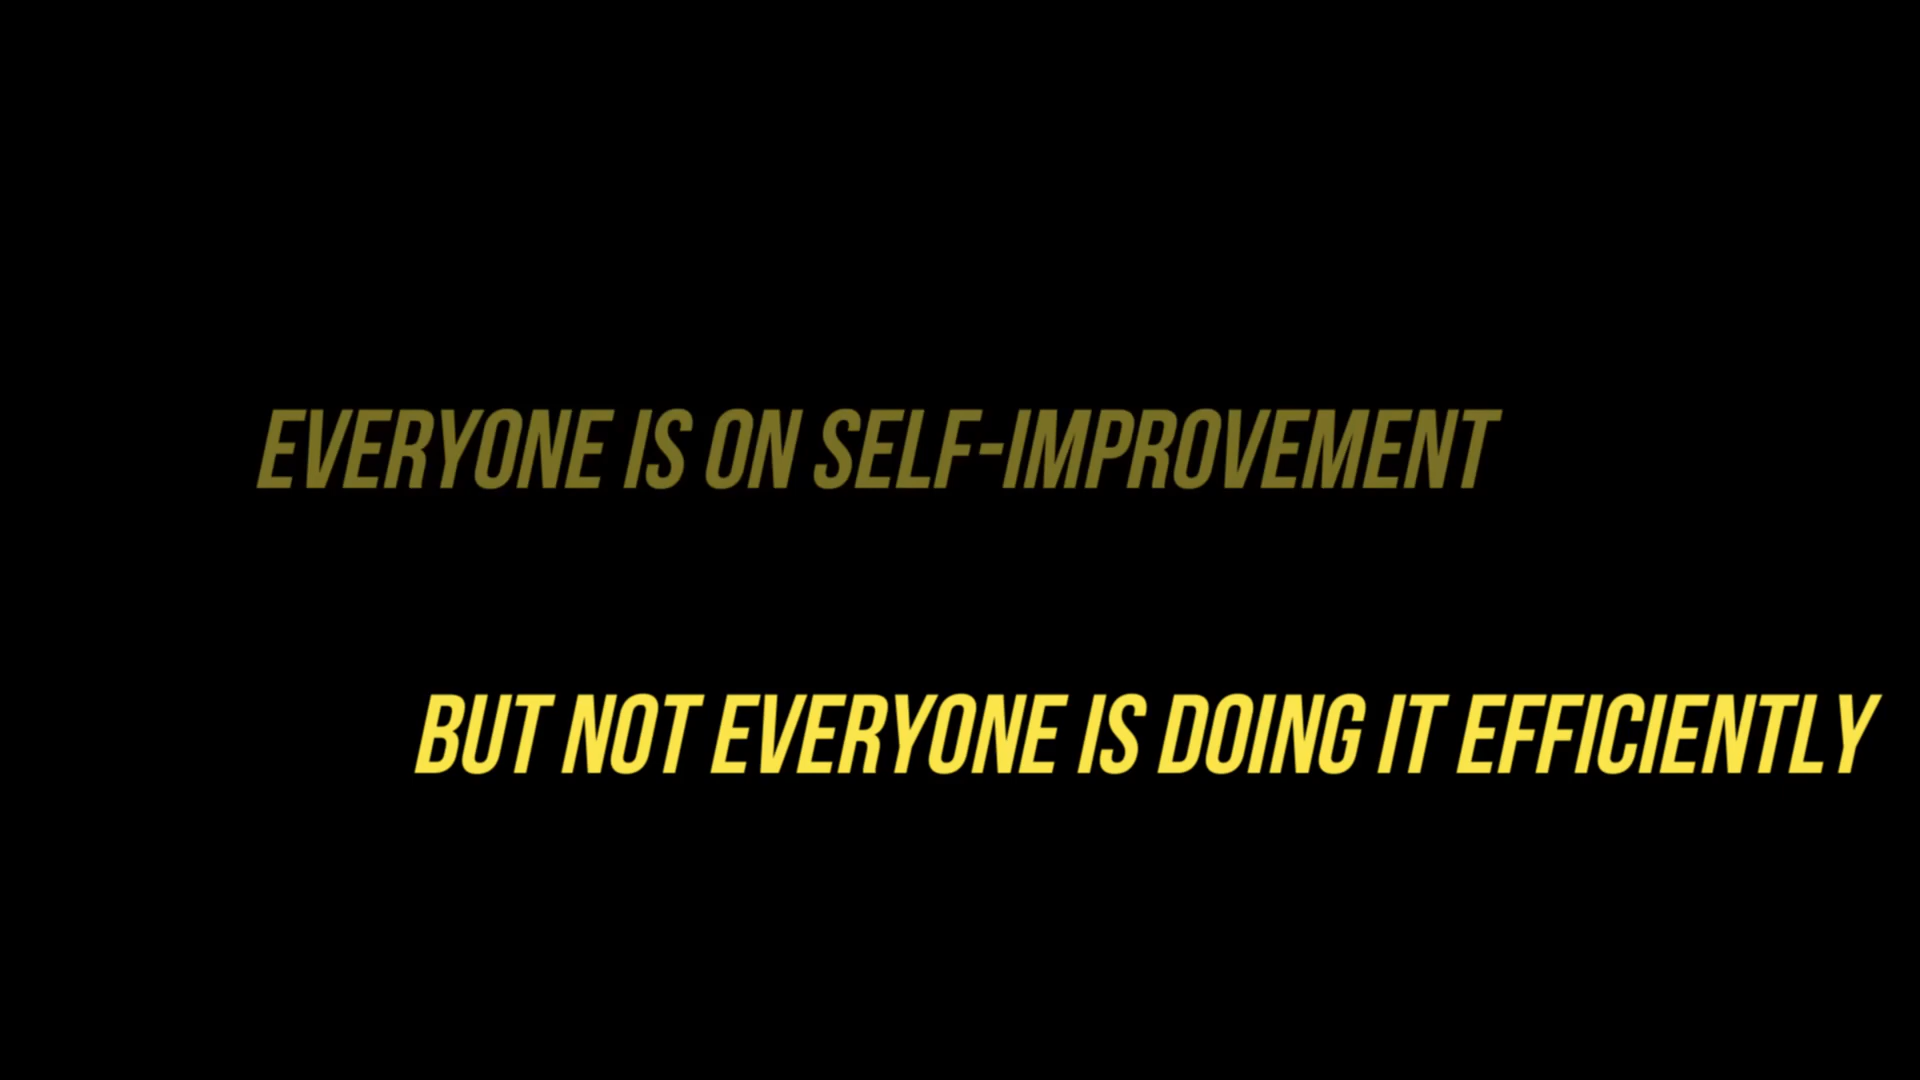 EVERYONE IS ON SELF-IMPROVEMENT
BUT NOT EVERYONE IS DOING IT EFFICIENTLY